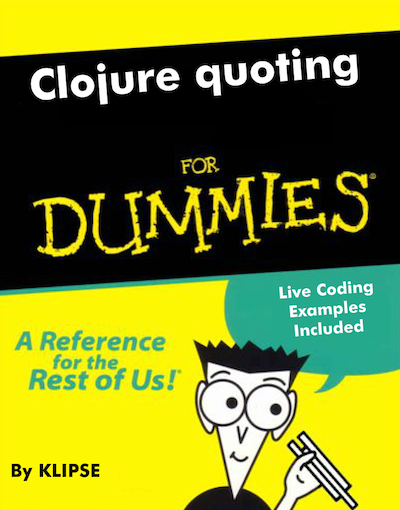 Clojure quoting
FOR
DUMMIES®
Live Coding
Examples
Included
A Reference
for the
Rest of Us!®
By KLIPSE